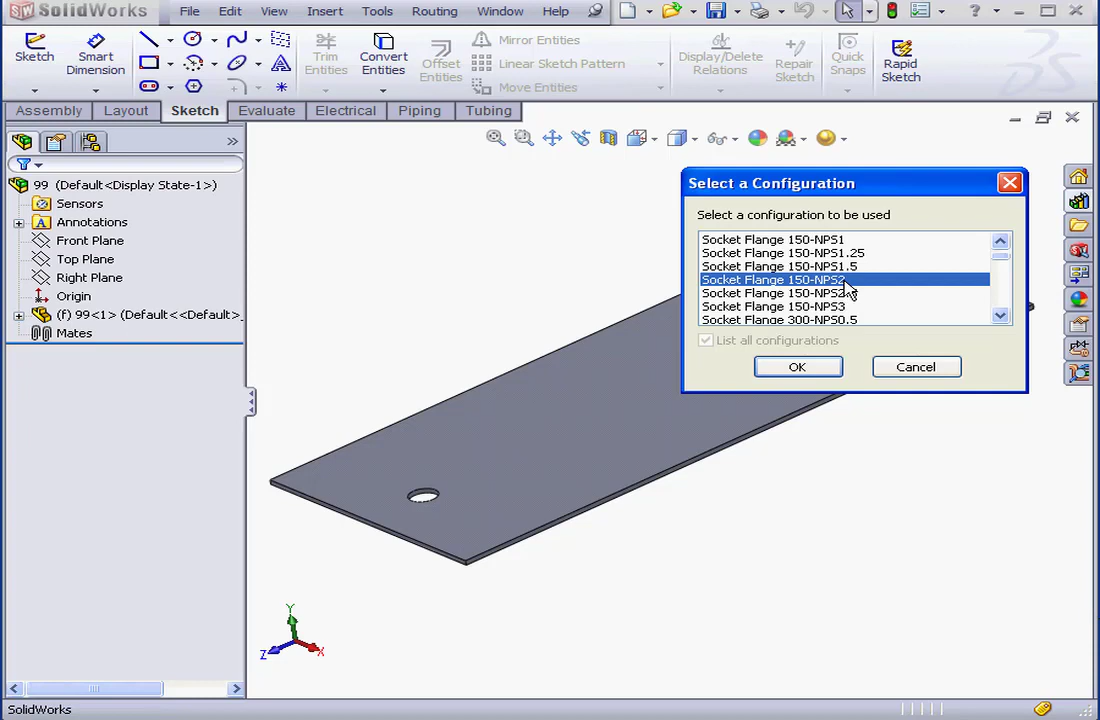 SolidWorks File Edit View Insert Tools Routing Window Help
Sketch Smart Dimension Trim Entities Convert Entities Offset Entities Mirror Entities Linear Sketch Pattern Move Entities Display/Delete Relations Repair Sketch Quick Snaps Rapid Sketch
Assembly Layout Sketch Evaluate Electrical Piping Tubing
99 (Default<Display State-1>)
Sensors
Annotations
Front Plane
Top Plane
Right Plane
Origin
(f) 99<1> (Default<<Default>_
Mates
Select a Configuration
Select a configuration to be used
Socket Flange 150-NPS1
Socket Flange 150-NPS1.25
Socket Flange 150-NPS1.5
Socket Flange 150-NPS2
Socket Flange 150-NPS2
Socket Flange 150-NPS3
Socket Flange 300-NPS0.5
List all configurations
OK Cancel
Y
Z X
SolidWorks